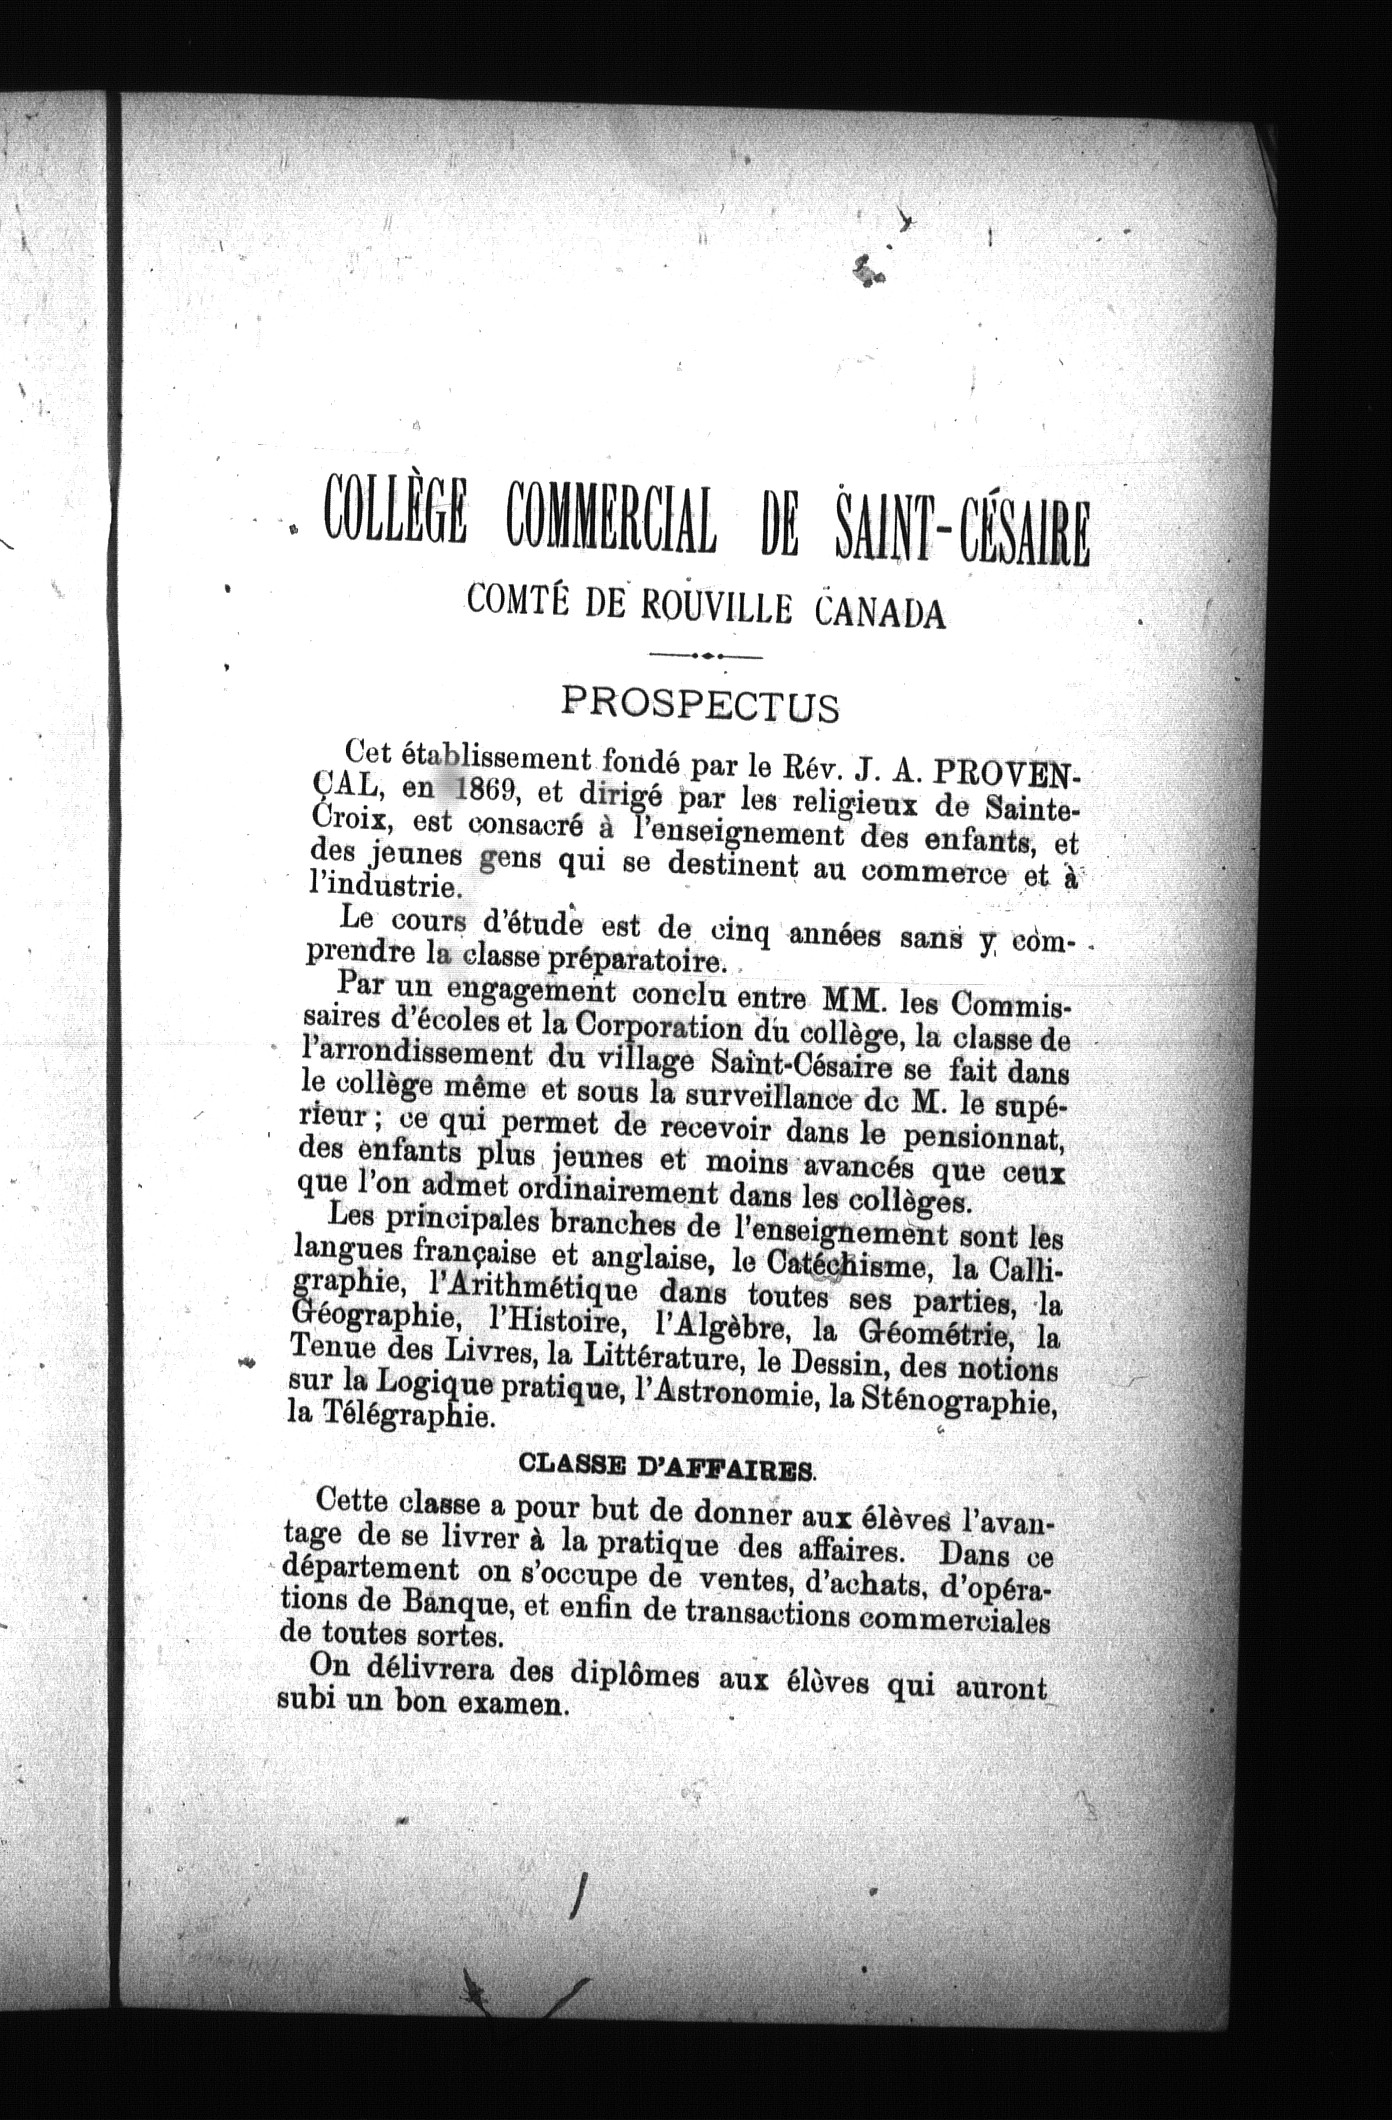 COLLÈGE COMMERCIAL DE SAINT-CÉSAIRE
COMTÉ DE ROUVILLE CANADA
PROSPECTUS
Cet établissement fondé par le Rév. J. A. PROVEN-
ÇAL, en 1869, et dirigé par les religieux de Sainte-
Croix, est consacré à l'enseignement des enfants, et
des jeunes gens qui se destinent au commerce et à
l'industrie.
Le cours d'étude est de cinq années sans y com-
prendre la classe préparatoire.
Par un engagement conclu entre MM. les Commis-
saires d'écoles et la Corporation du collège, la classe de
l'arrondissement du village Saint-Césaire se fait dans
le collège même et sous la surveillance de M. le supé-
rieur ; ce qui permet de recevoir dans le pensionnat,
des enfants plus jeunes et moins avancés que ceux
que l'on admet ordinairement dans les collèges.
Les principales branches de l'enseignement sont les
langues française et anglaise, le Catéchisme, la Calli-
graphie, l'Arithmétique dans toutes ses parties, la
Géographie, l'Histoire, l'Algèbre, la Géométrie, la
Tenue des Livres, la Littérature, le Dessin, des notions
sur la Logique pratique, l'Astronomie, la Sténographie,
la Télégraphie.
CLASSE D'AFFAIRES.
Cette classe a pour but de donner aux élèves l'avan-
tage de se livrer à la pratique des affaires. Dans ce
département on s'occupe de ventes, d'achats, d'opéra-
tions de Banque, et enfin de transactions commerciales
de toutes sortes.
On délivrera des diplômes aux élèves qui auront
subi un bon examen.